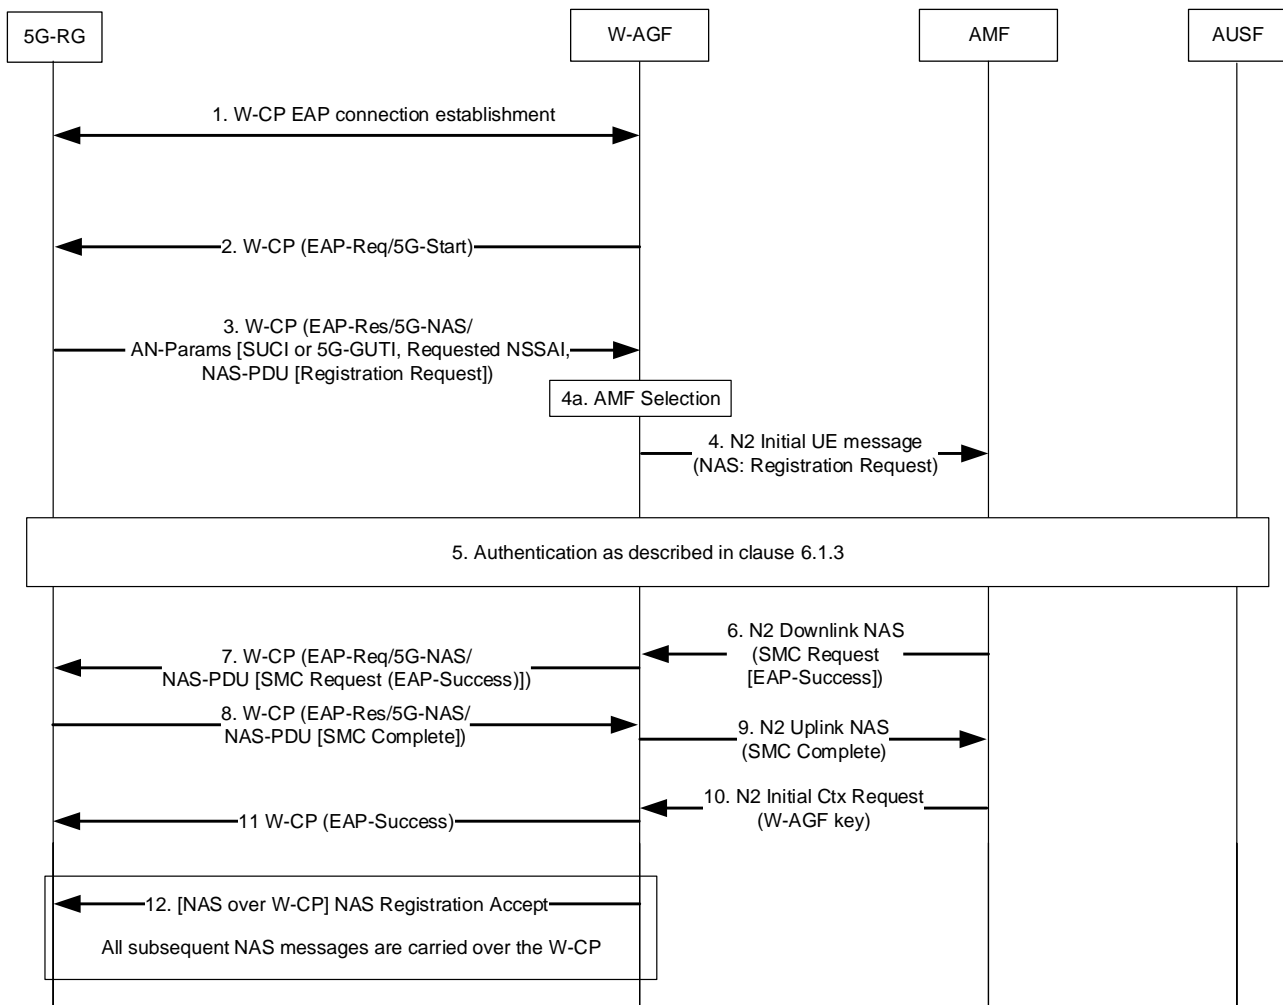 5G-RG
W-AGF
AMF
AUSF
1. W-CP EAP connection establishment
2. W-CP (EAP-Req/5G-Start)
3. W-CP (EAP-Res/5G-NAS/
AN-Params [SUCI or 5G-GUTI, Requested NSSAI,
NAS-PDU [Registration Request])
4a. AMF Selection
4. N2 Initial UE message
(NAS: Registration Request)
5. Authentication as described in clause 6.1.3
6. N2 Downlink NAS
(SMC Request
[EAP-Success])
7. W-CP (EAP-Req/5G-NAS/
NAS-PDU [SMC Request (EAP-Success)])
8. W-CP (EAP-Res/5G-NAS/
NAS-PDU [SMC Complete])
9. N2 Uplink NAS
(SMC Complete)
10. N2 Initial Ctx Request
(W-AGF key)
11 W-CP (EAP-Success)
12. [NAS over W-CP] NAS Registration Accept
All subsequent NAS messages are carried over the W-CP